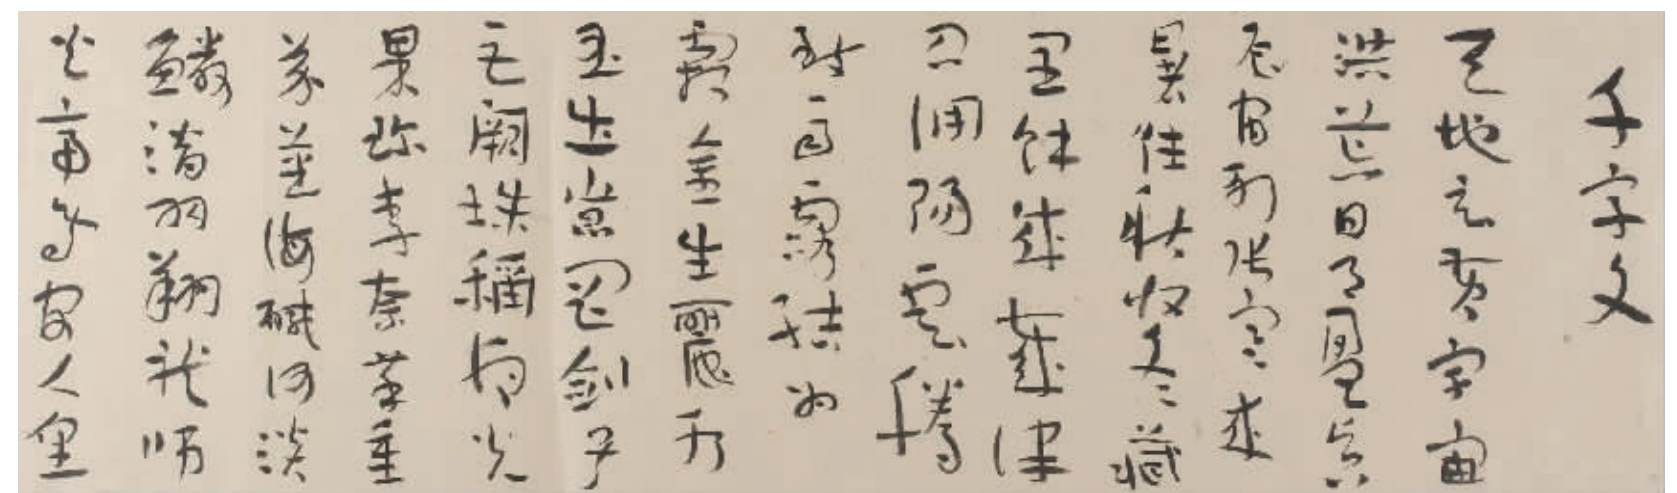 千字文
天地玄黃宇宙
洪荒日月盈昃
辰宿列張寒來
暑往秋收冬藏
閏餘成歲律
呂調陽雲騰
致雨露結為
霜金生麗水
玉出崑岡劍號
巨闕珠稱夜光
果珍李柰菜重
芥薑海鹹河淡
鱗潛羽翔龍師
火帝鳥官人皇